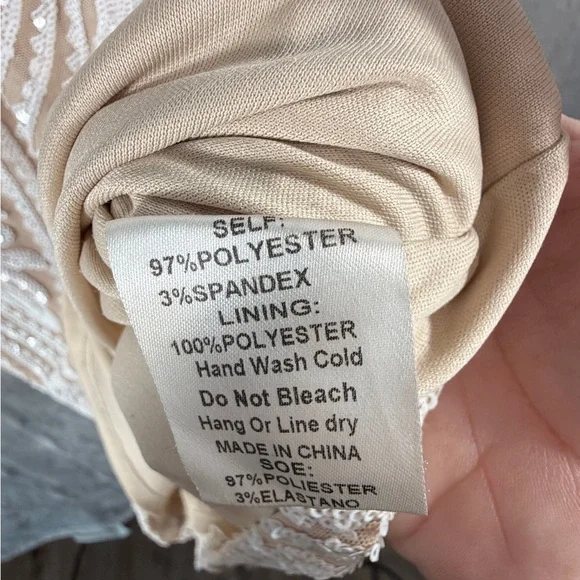 SELF:
97%POLYESTER
3%SPANDEX
LINING:
100%POLYESTER
Hand Wash Cold
Do Not Bleach
Hang Or Line dry
MADE IN CHINA
SOE:
97%POLIESTER
3%ELASTANO